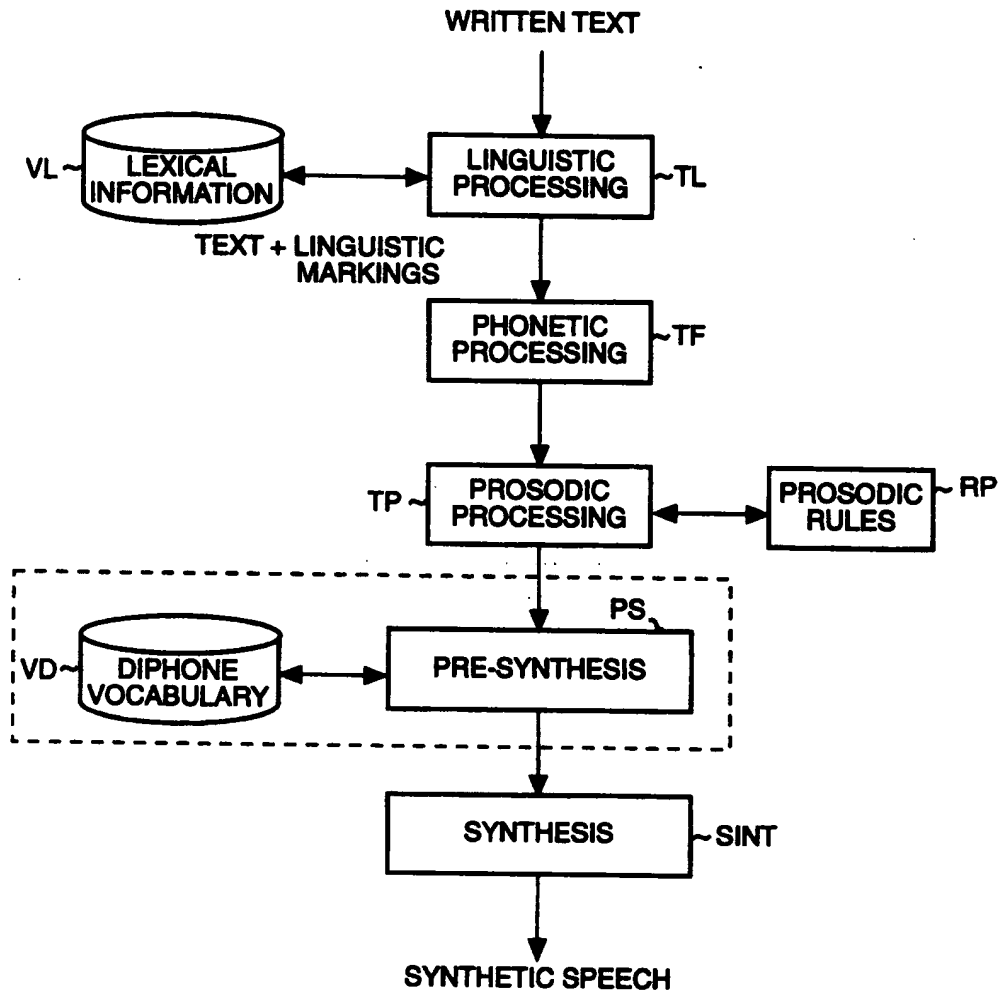 WRITTEN TEXT
VL
LEXICAL
INFORMATION
LINGUISTIC
PROCESSING
TL
TEXT + LINGUISTIC
MARKINGS
PHONETIC
PROCESSING
TF
TP
PROSODIC
PROCESSING
PROSODIC
RULES
RP
PS
VD
DIPHONE
VOCABULARY
PRE-SYNTHESIS
SYNTHESIS
SINT
SYNTHETIC SPEECH